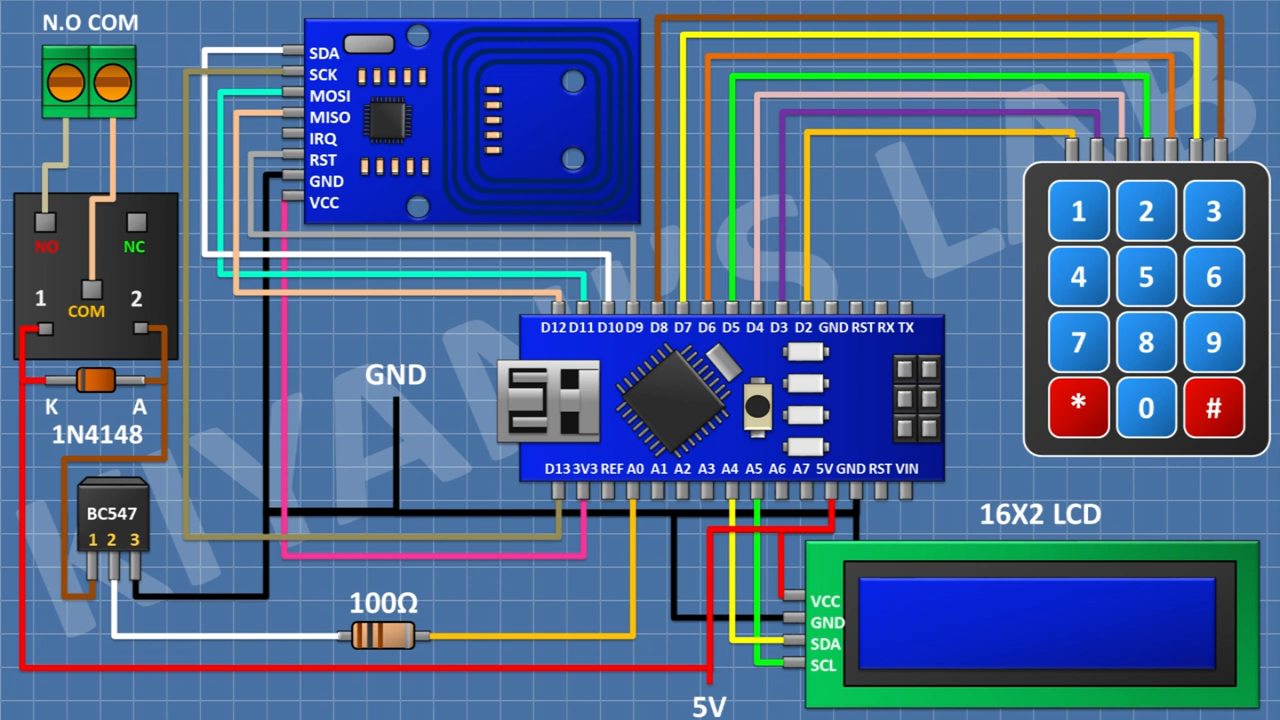 N.O COM
SDA
SCK
MOSI
MISO
IRQ
RST
GND
VCC
NO
NC
1
COM
2
K
A
1N4148
BC547
1 2 3
GND
100Ω
5V
D12 D11 D10 D9 D8 D7 D6 D5 D4 D3 D2 GND RST RX TX
D13 3V3 REF A0 A1 A2 A3 A4 A5 A6 A7 5V GND RST VIN
1 2 3
4 5 6
7 8 9
* 0 #
16X2 LCD
VCC
GND
SDA
SCL
KIYANI'S LAB